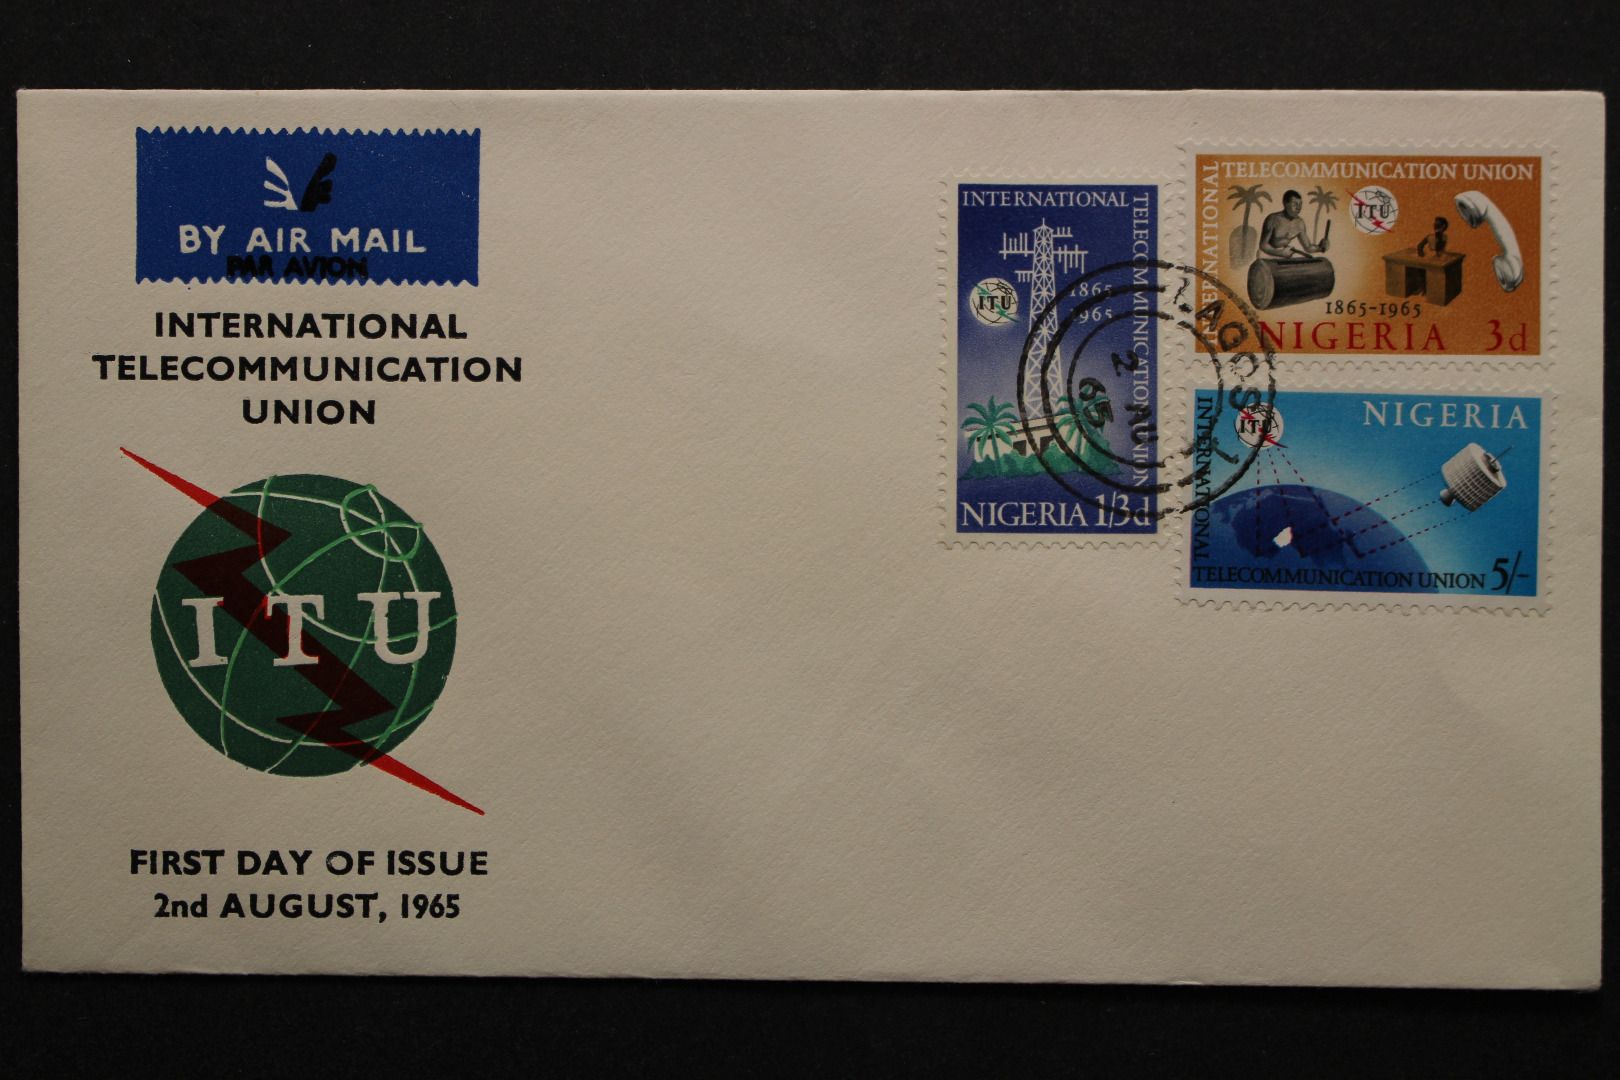 BY AIR MAIL
PAR AVION
INTERNATIONAL
TELECOMMUNICATION
UNION
ITU
FIRST DAY OF ISSUE
2nd AUGUST, 1965
INTERNATIONAL
TELECOMMUNICATION UNION
ITU
1865
1965
NIGERIA 1/3d
INTERNATIONAL
TELECOMMUNICATION UNION
ITU
1865-1965
NIGERIA 3d
NIGERIA
ITU
INTERNATIONAL
TELECOMMUNICATION UNION 5/-
LAGOS
2 AU
65